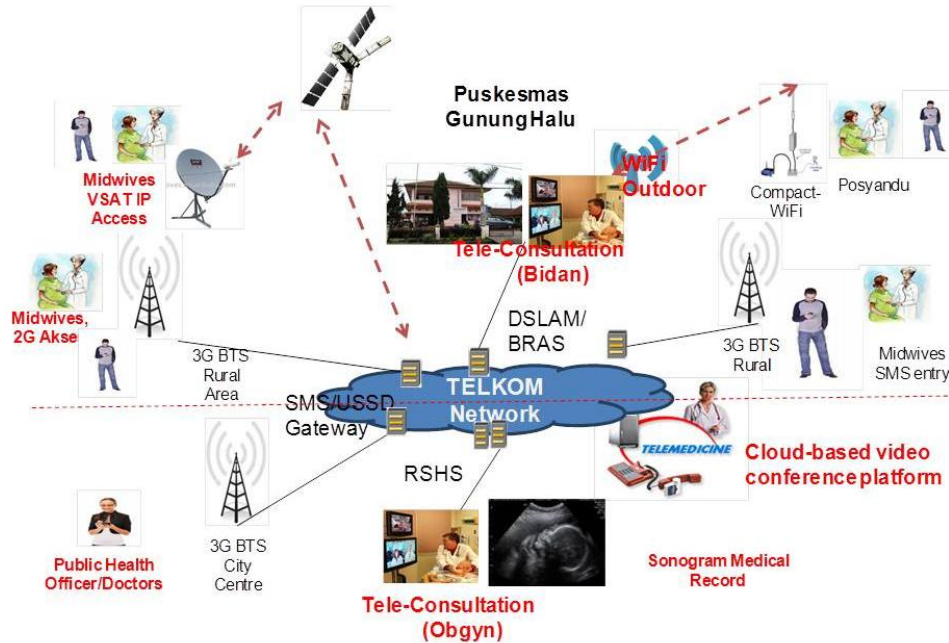 Puskesmas
GunungHalu
Midwives
VSAT IP
Access
WiFi
Outdoor
Compact-
WiFi
Posyandu
Tele-Consultation
(Bidan)
Midwives,
2G Akses
DSLAM/
BRAS
3G BTS
Rural
Area
3G BTS
Rural
Midwives
SMS entry
TELKOM
Network
SMS/USSD
Gateway
RSHS
TELEMEDICINE
Cloud-based video
conference platform
Public Health
Officer/Doctors
3G BTS
City
Centre
Tele-Consultation
(Obgyn)
Sonogram Medical
Record